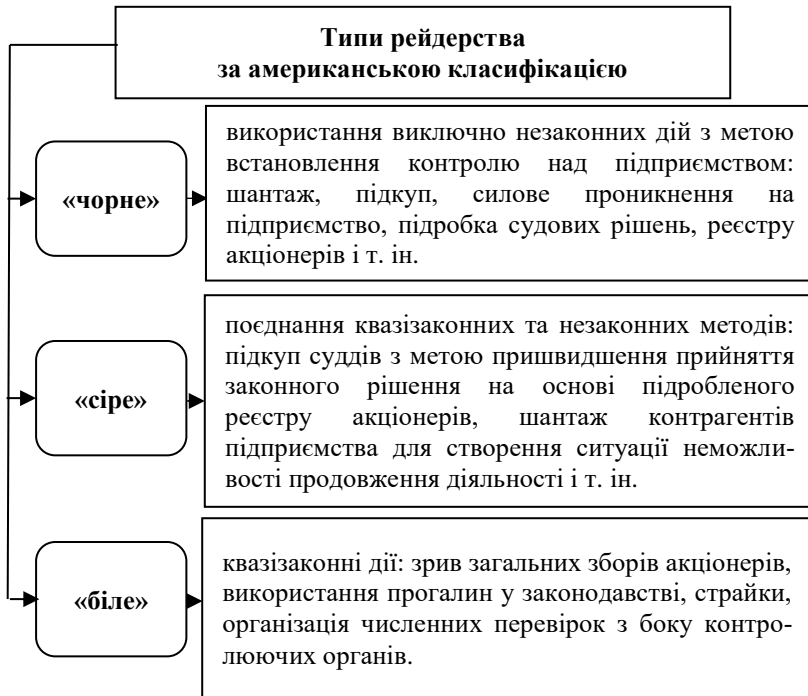 Типи рейдерства
за американською класифікацією
«чорне»
використання виключно незаконних дій з метою
встановлення контролю над підприємством:
шантаж, підкуп, силове проникнення на
підприємство, підробка судових рішень, реєстру
акціонерів і т. ін.
«сіре»
поєднання квазізаконних та незаконних методів:
підкуп суддів з метою пришвидшення прийняття
законного рішення на основі підробленого
реєстру акціонерів, шантаж контрагентів
підприємства для створення ситуації неможли-
вості продовження діяльності і т. ін.
«біле»
квазізаконні дії: зрив загальних зборів акціонерів,
використання прогалин у законодавстві, страйки,
організація численних перевірок з боку контро-
люючих органів.